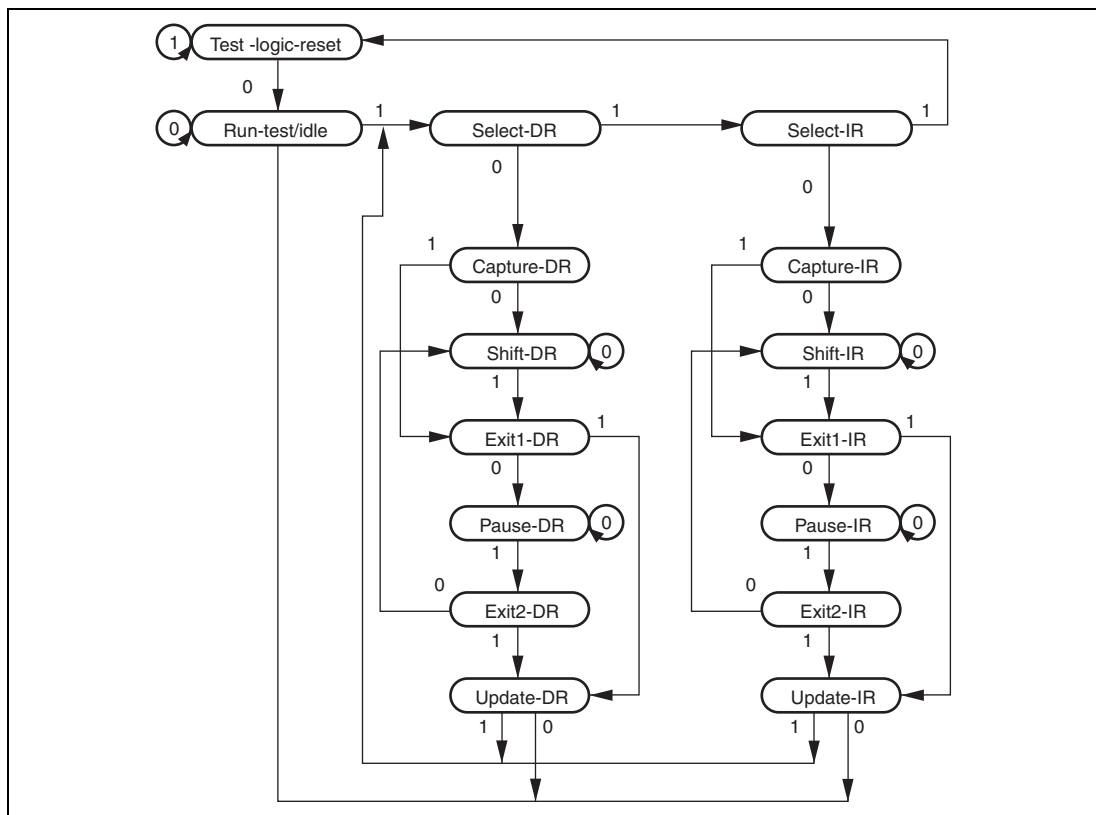 1 Test -logic-reset
0
0 Run-test/idle 1 Select-DR 1 Select-IR 1
0 0
1 1
Capture-DR Capture-IR
0 0
Shift-DR 0 Shift-IR 0
1 1
Exit1-DR 1 Exit1-IR 1
0 0
Pause-DR 0 Pause-IR 0
1 1
0 0
Exit2-DR Exit2-IR
1 1
Update-DR Update-IR
1 0 1 0